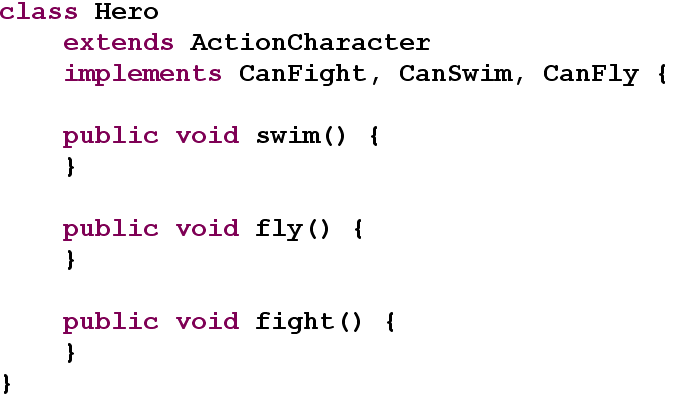 class Hero
    extends ActionCharacter
    implements CanFight, CanSwim, CanFly {

    public void swim() {
    }

    public void fly() {
    }

    public void fight() {
    }
}